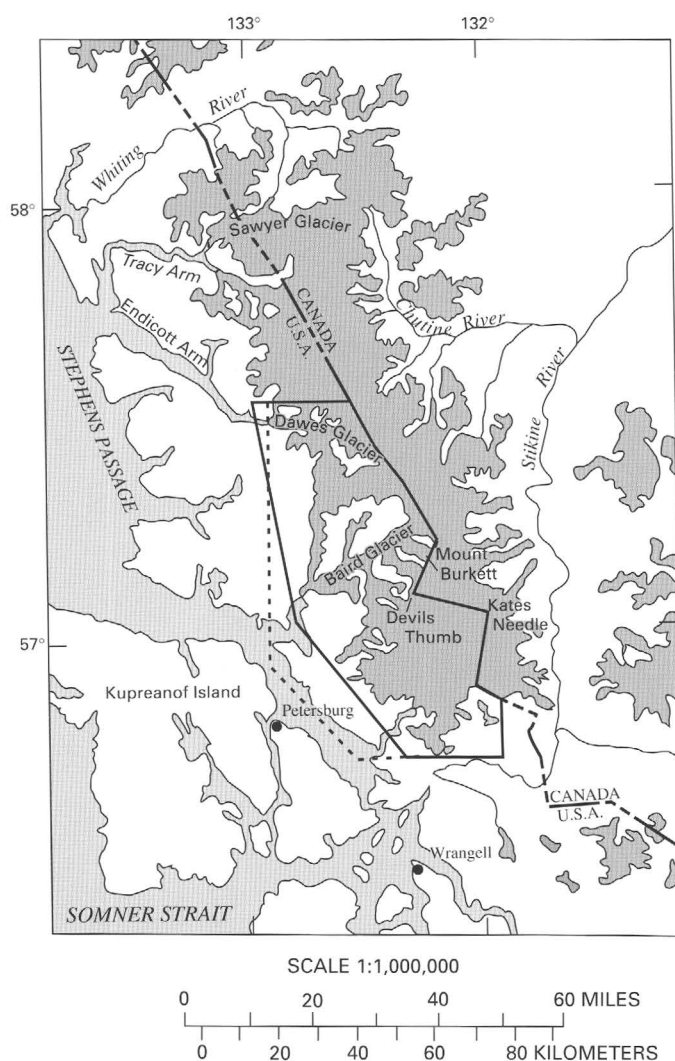 133°
132°
River
Whiting
58°
Sawyer Glacier
Tracy Arm
CANADA
U.S.A.
Chutine River
Endicott Arm
River
Stikine
STEPHENS PASSAGE
Dawes Glacier
Baird Glacier
Mount
Burkett
Devils
Thumb
Kates
Needle
57°
Kupreanof Island
Petersburg
CANADA
U.S.A.
Wrangell
SOMNER STRAIT
SCALE 1:1,000,000
0 20 40 60 MILES
0 20 40 60 80 KILOMETERS